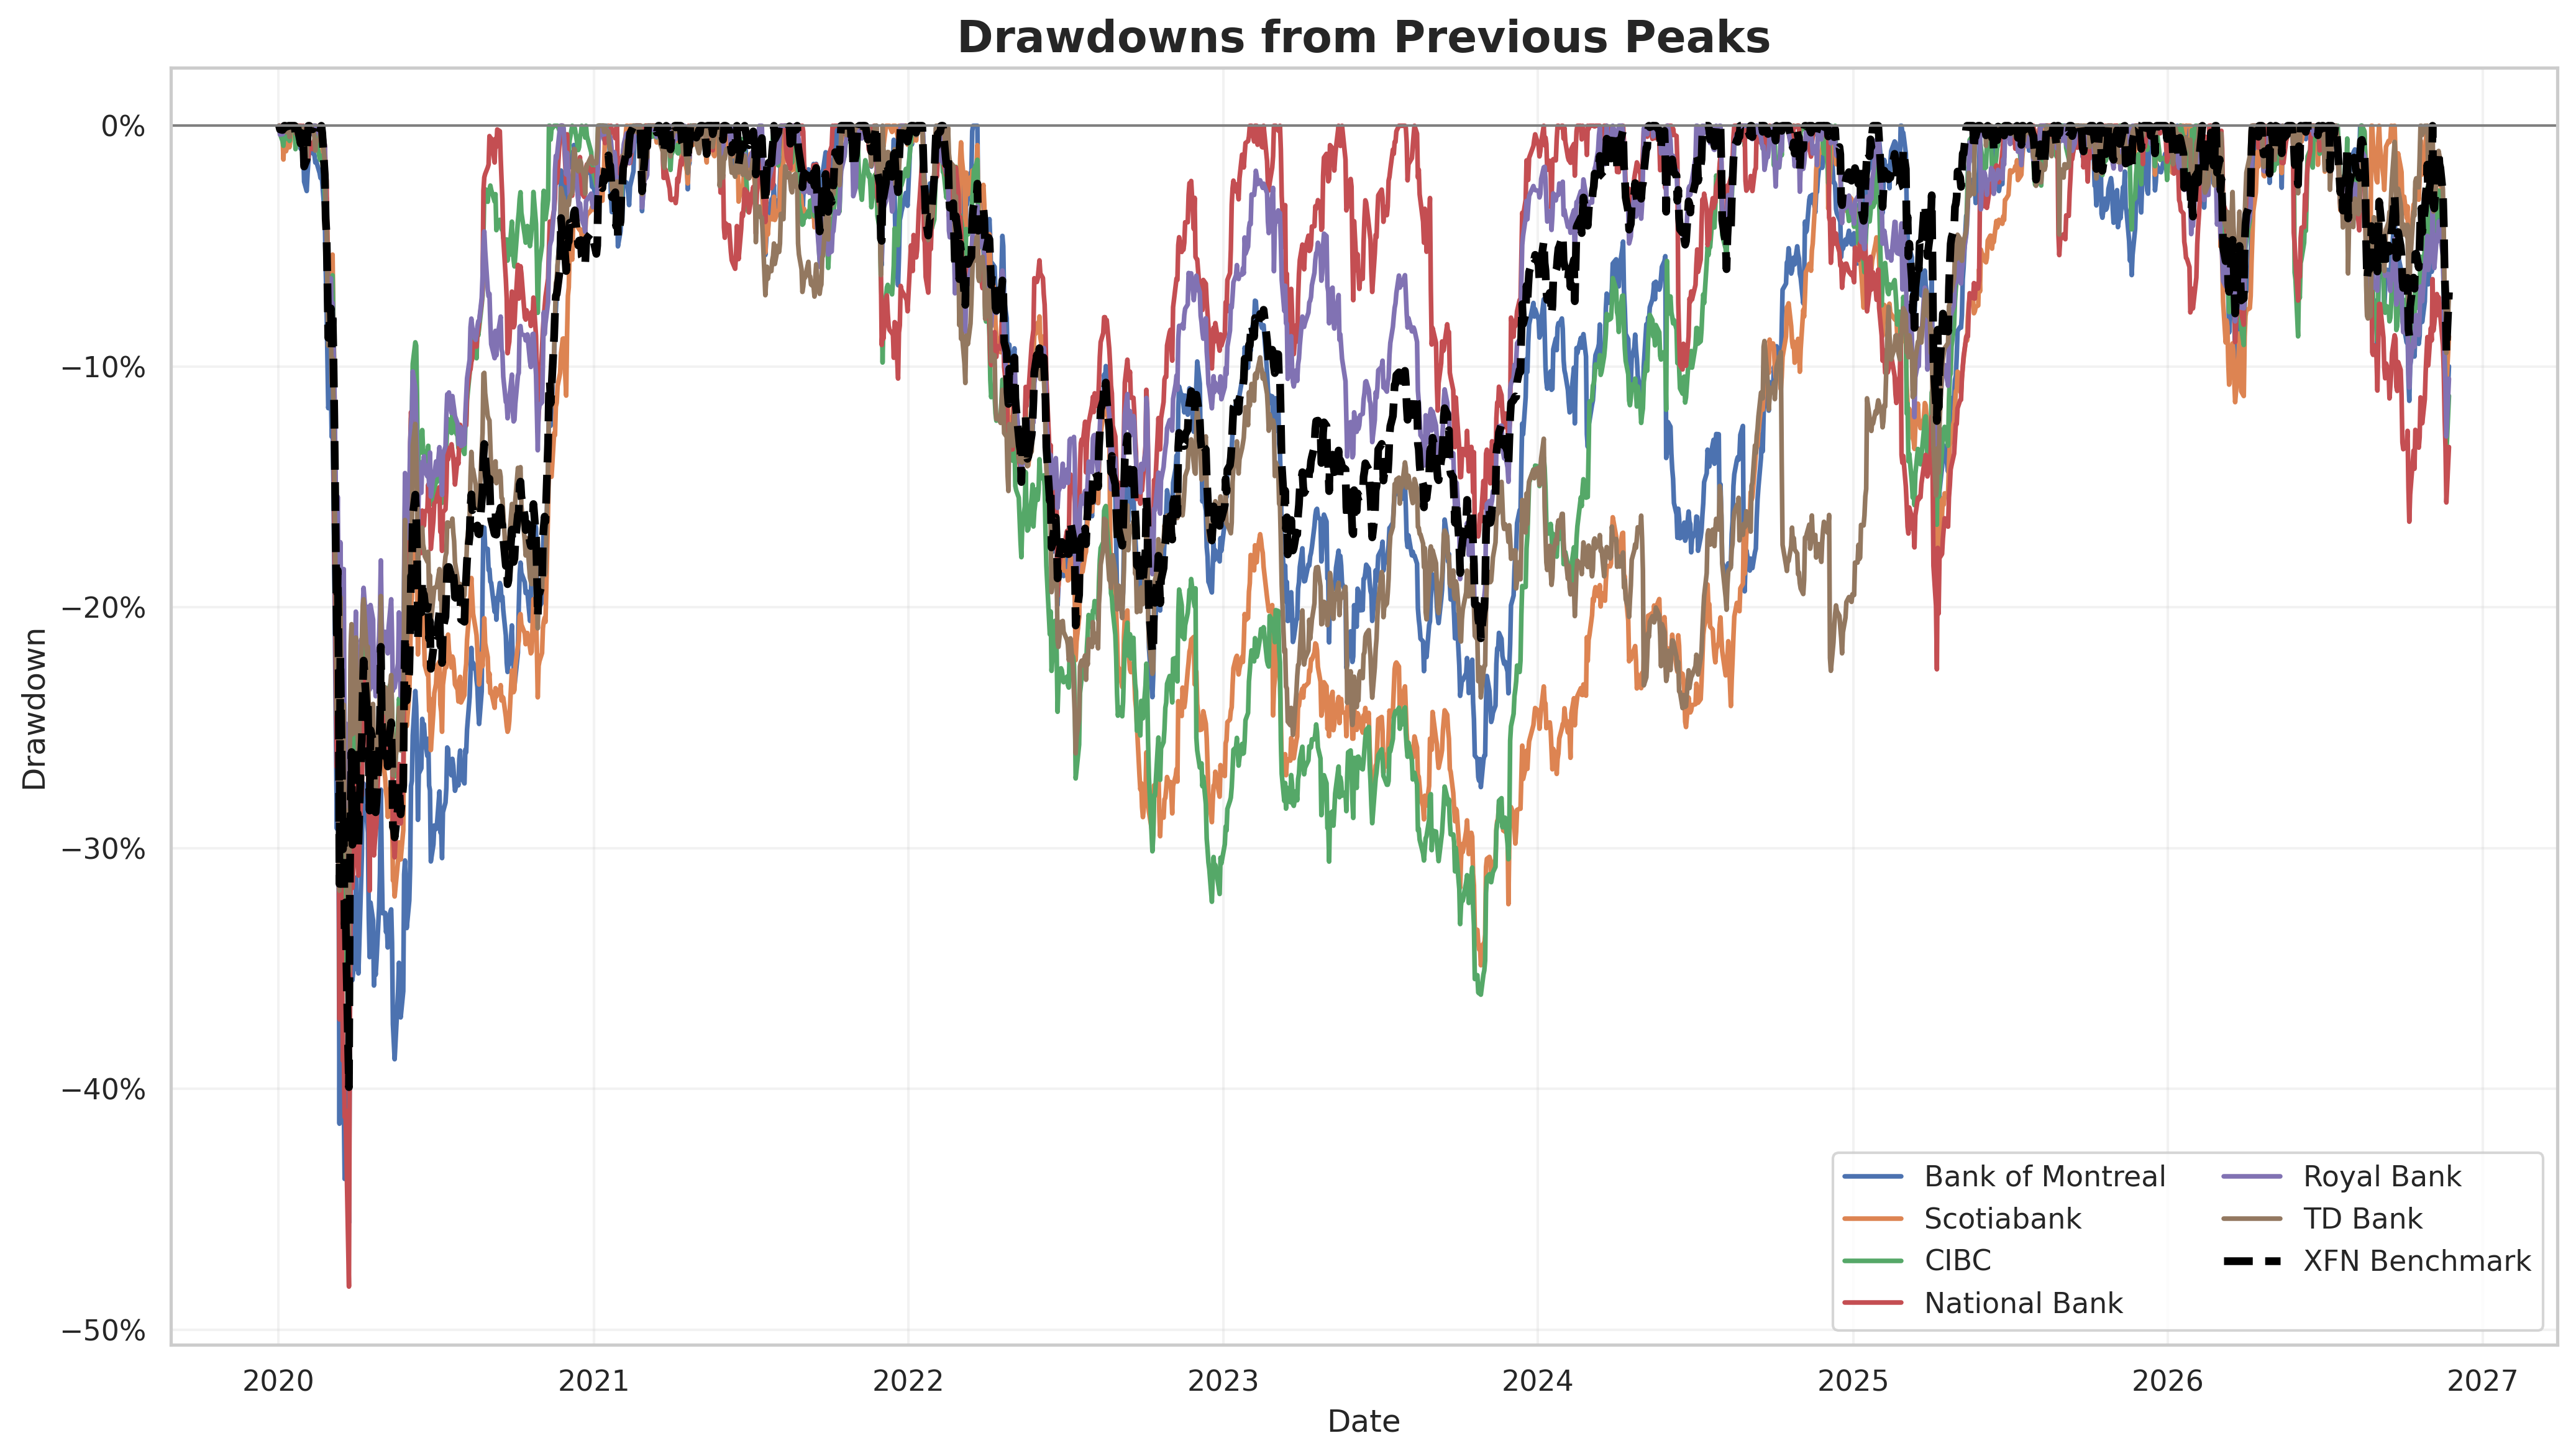 Drawdowns from Previous Peaks
Drawdown
0%
−10%
−20%
−30%
−40%
−50%
2020 2021 2022 2023 2024 2025 2026 2027
Date
Bank of Montreal
Scotiabank
CIBC
National Bank
Royal Bank
TD Bank
XFN Benchmark